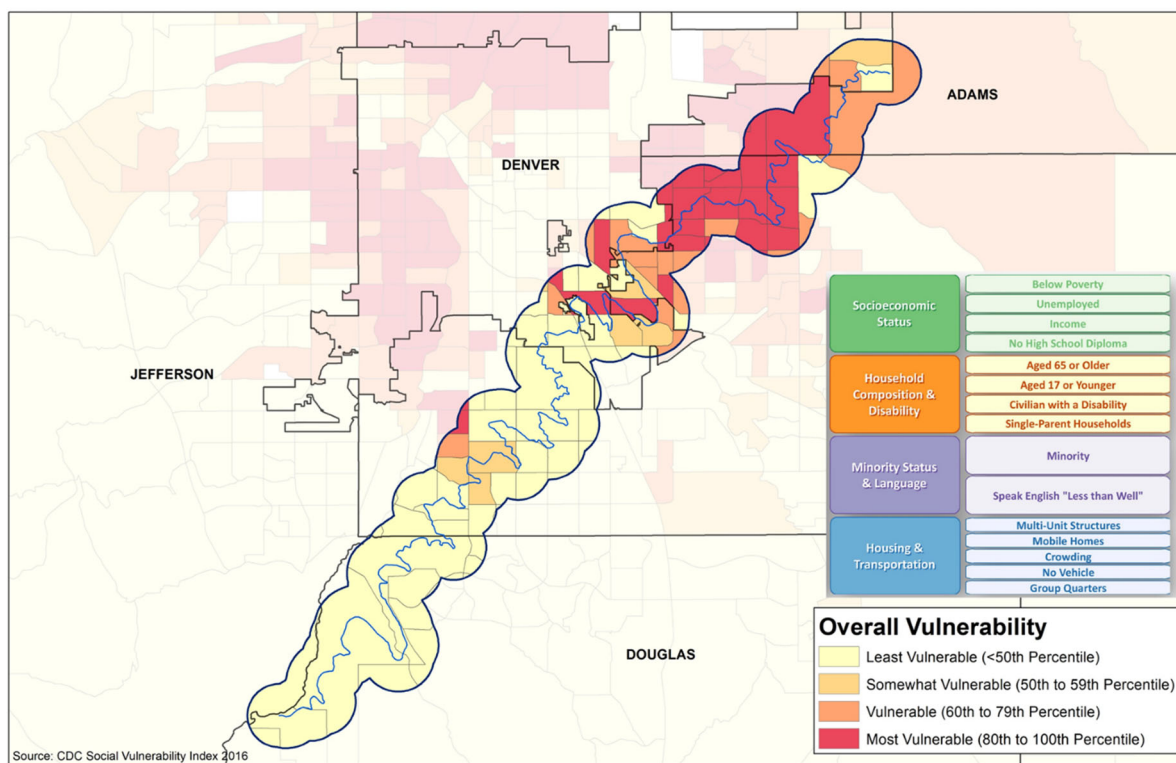 ADAMS
DENVER
JEFFERSON
DOUGLAS
Socioeconomic
Status
Below Poverty
Unemployed
Income
No High School Diploma
Household
Composition &
Disability
Aged 65 or Older
Aged 17 or Younger
Civilian with a Disability
Single-Parent Households
Minority Status
& Language
Minority
Speak English "Less than Well"
Housing &
Transportation
Multi-Unit Structures
Mobile Homes
Crowding
No Vehicle
Group Quarters
Overall Vulnerability
Least Vulnerable (<50th Percentile)
Somewhat Vulnerable (50th to 59th Percentile)
Vulnerable (60th to 79th Percentile)
Most Vulnerable (80th to 100th Percentile)
Source: CDC Social Vulnerability Index 2016